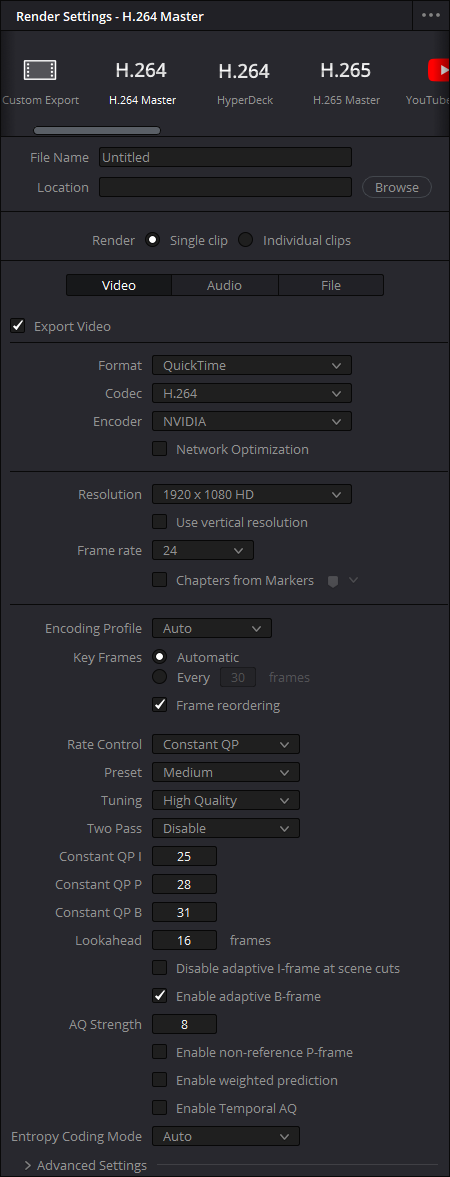 Render Settings - H.264 Master
H.264 H.264 H.265
Custom Export H.264 Master HyperDeck H.265 Master YouTube
File Name Untitled
Location Browse
Render Single clip Individual clips
Video Audio File
Export Video
Format QuickTime
Codec H.264
Encoder NVIDIA
Network Optimization
Resolution 1920 x 1080 HD
Use vertical resolution
Frame rate 24
Chapters from Markers
Encoding Profile Auto
Key Frames Automatic
Every 30 frames
Frame reordering
Rate Control Constant QP
Preset Medium
Tuning High Quality
Two Pass Disable
Constant QP I 25
Constant QP P 28
Constant QP B 31
Lookahead 16 frames
Disable adaptive I-frame at scene cuts
Enable adaptive B-frame
AQ Strength 8
Enable non-reference P-frame
Enable weighted prediction
Enable Temporal AQ
Entropy Coding Mode Auto
Advanced Settings